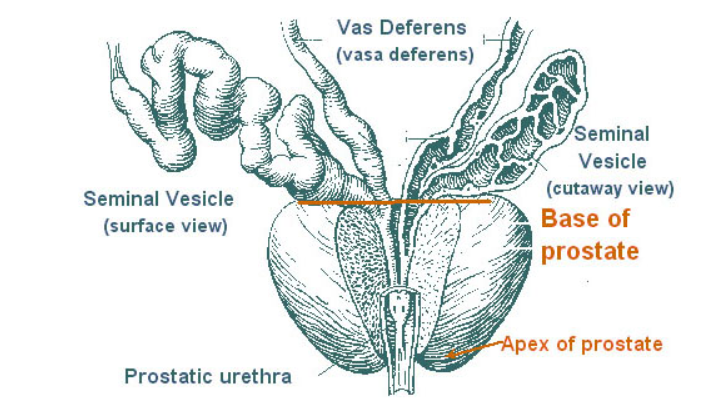 Vas Deferens
(vasa deferens)
Seminal
Vesicle
(cutaway view)
Seminal Vesicle
(surface view)
Base of
prostate
Apex of prostate
Prostatic urethra